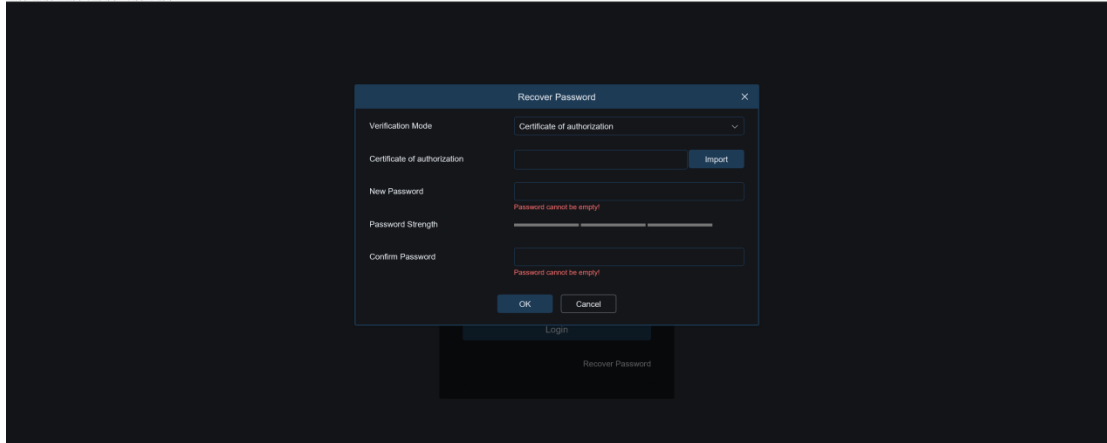 Recover Password
Verification Mode
Certificate of authorization
Certificate of authorization
Import
New Password
Password cannot be empty!
Password Strength
Confirm Password
Password cannot be empty!
OK
Cancel
Login
Recover Password